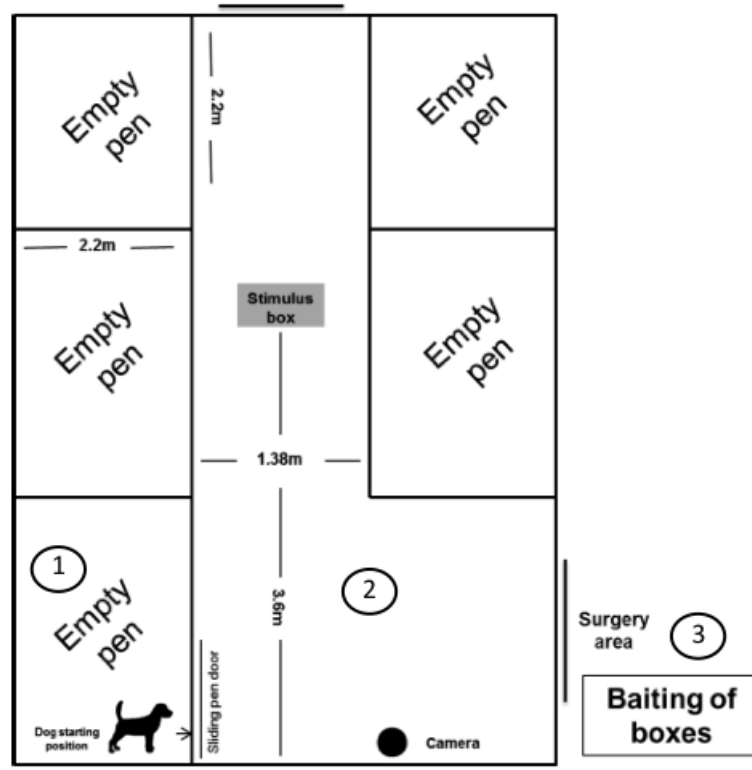 Empty
pen
2.2m
Empty
pen
2.2m
Empty
pen
Stimulus
box
Empty
pen
1.38m
1
Empty
pen
3.6m
2
Surgery
area
3
Baiting of
boxes
Sliding pen door
Dog starting
position
Camera